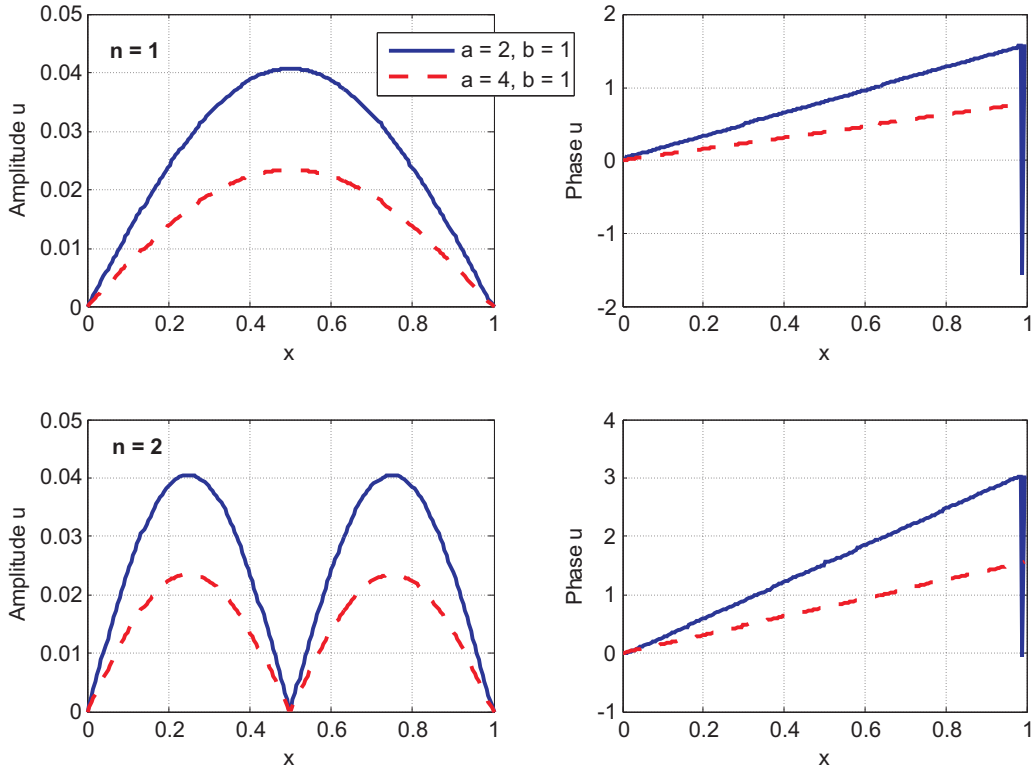 0.05
0.04
0.03
0.02
0.01
0
Amplitude u
n = 1
a = 2, b = 1
a = 4, b = 1
0 0.2 0.4 0.6 0.8 1
x
2
1
0
-1
-2
Phase u
0 0.2 0.4 0.6 0.8 1
x
0.05
0.04
0.03
0.02
0.01
0
Amplitude u
n = 2
0 0.2 0.4 0.6 0.8 1
x
4
3
2
1
0
-1
Phase u
0 0.2 0.4 0.6 0.8 1
x